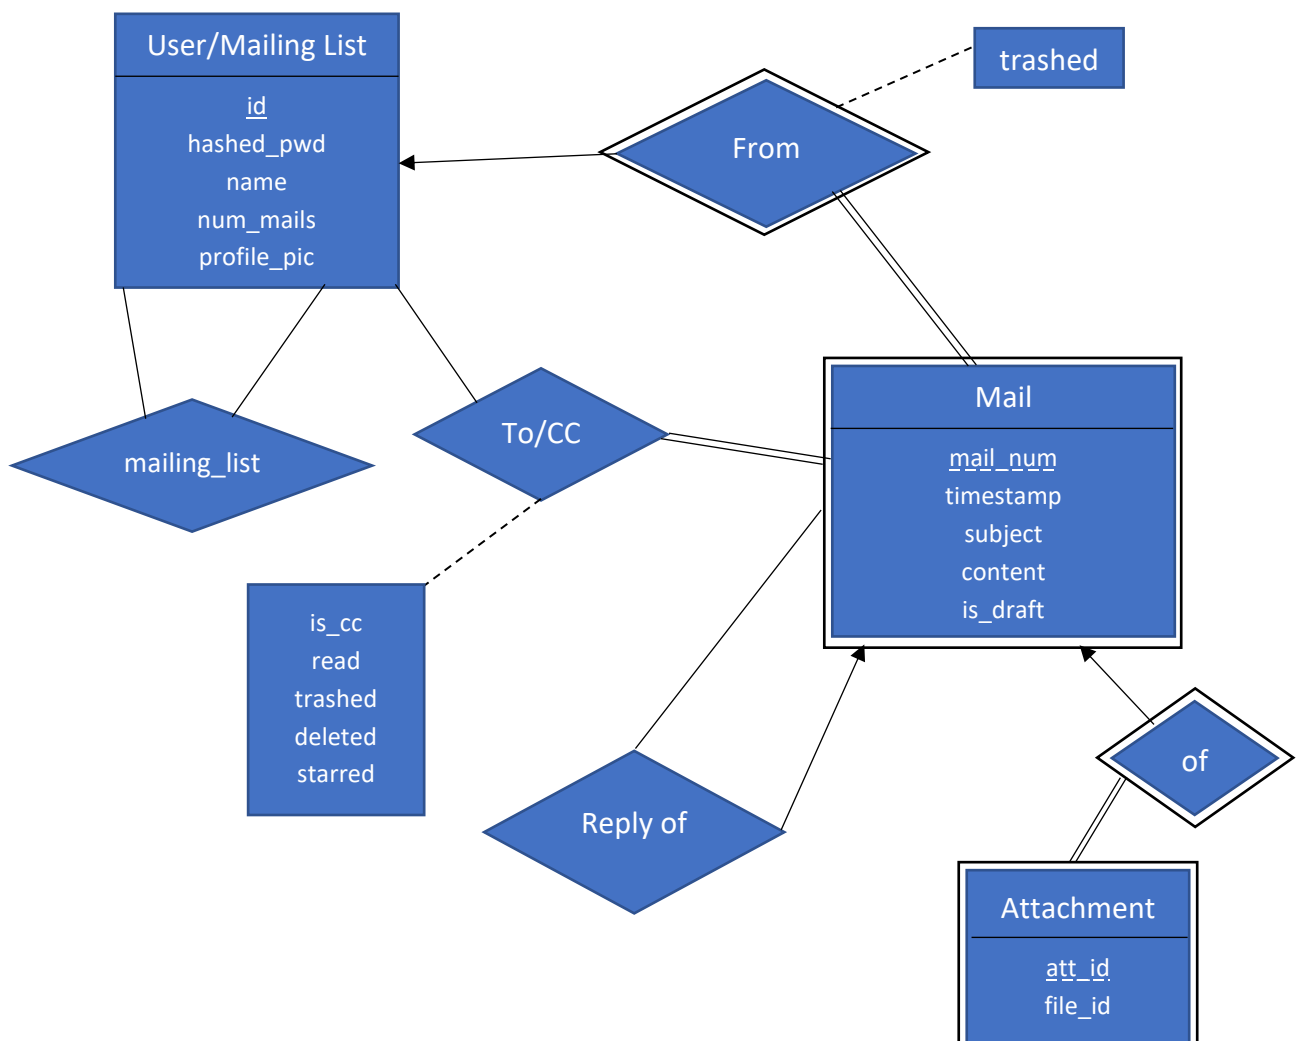 User/Mailing List
id
hashed_pwd
name
num_mails
profile_pic
From
trashed
mailing_list
To/CC
Mail
mail_num
timestamp
subject
content
is_draft
is_cc
read
trashed
deleted
starred
Reply of
of
Attachment
att_id
file_id